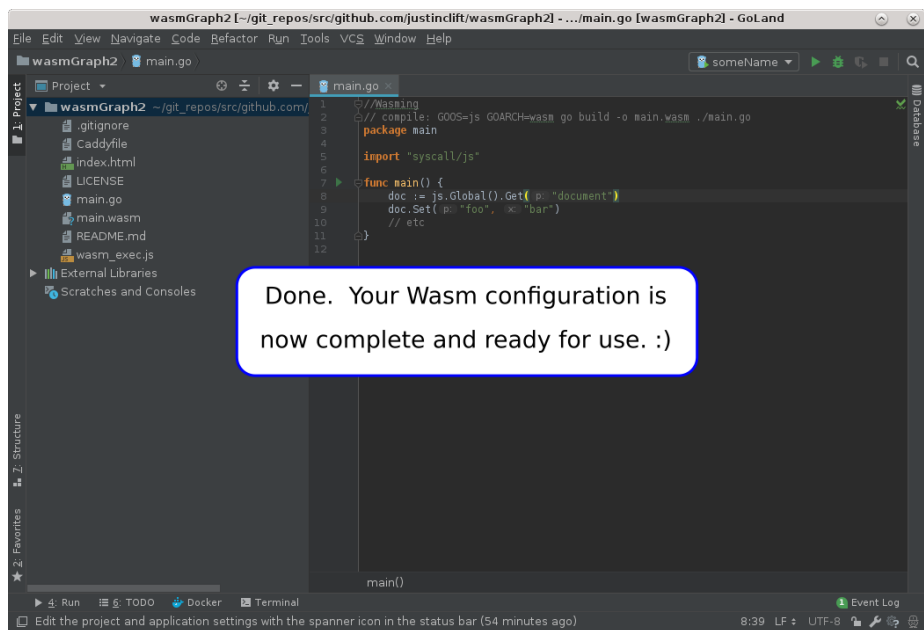 wasmGraph2 [~/git_repos/src/github.com/justinclift/wasmGraph2] - .../main.go [wasmGraph2] - GoLand
File Edit View Navigate Code Refactor Run Tools VCS Window Help
wasmGraph2 main.go someName
1: Project
Project
main.go
Database
wasmGraph2 ~/git_repos/src/github.com/
.gitignore
Caddyfile
index.html
LICENSE
main.go
main.wasm
README.md
wasm_exec.js
External Libraries
Scratches and Consoles
1 //Wasming
2 // compile: GOOS=js GOARCH=wasm go build -o main.wasm ./main.go
3 package main
4
5 import "syscall/js"
6
7 func main() {
8 doc := js.Global().Get( p: "document")
9 doc.Set( p: "foo", x: "bar")
10 // etc
11 }
12
Done. Your Wasm configuration is
now complete and ready for use. :)
7: Structure
2: Favorites
main()
4: Run 6: TODO Docker Terminal 1 Event Log
Edit the project and application settings with the spanner icon in the status bar (54 minutes ago) 8:39 LF UTF-8